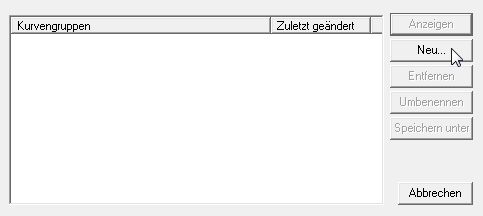 Kurvengruppen Zuletzt geändert Anzeigen
Neu...
Entfernen
Umbenennen
Speichern unter
Abbrechen